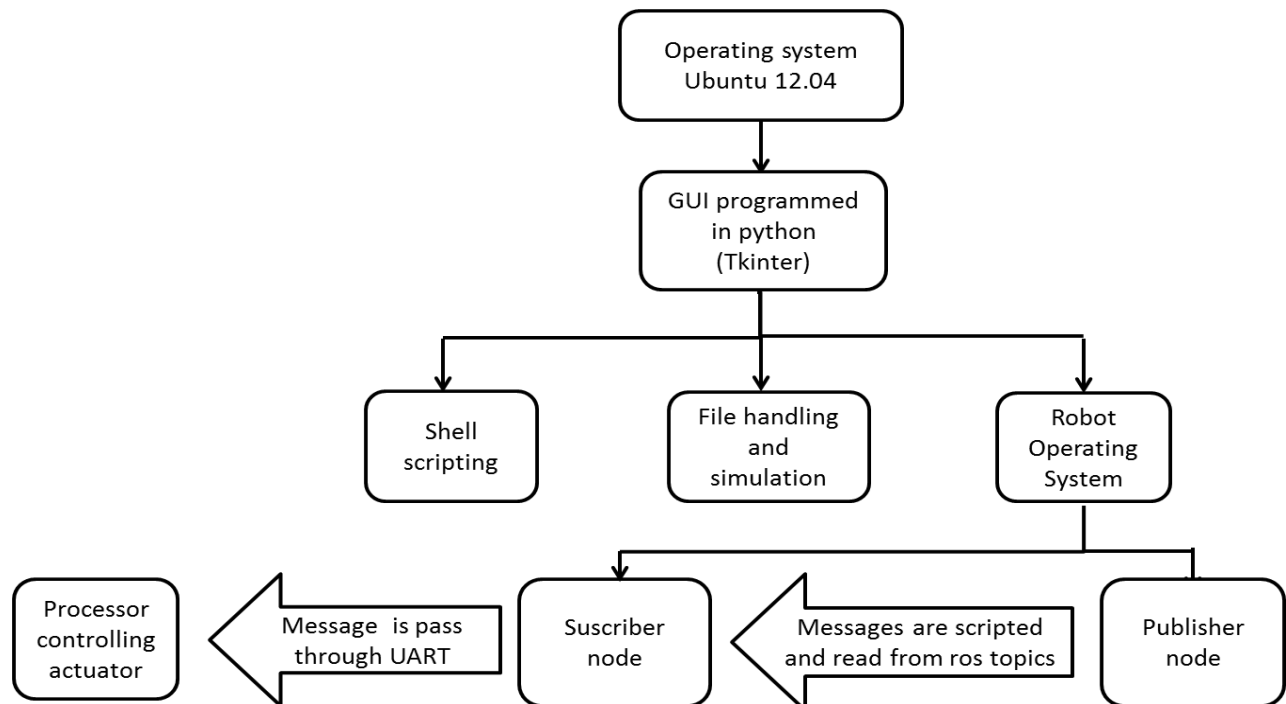 Operating system
Ubuntu 12.04
GUI programmed
in python
(Tkinter)
Shell
scripting
File handling
and
simulation
Robot
Operating
System
Processor
controlling
actuator
Message is pass
through UART
Suscriber
node
Messages are scripted
and read from ros topics
Publisher
node